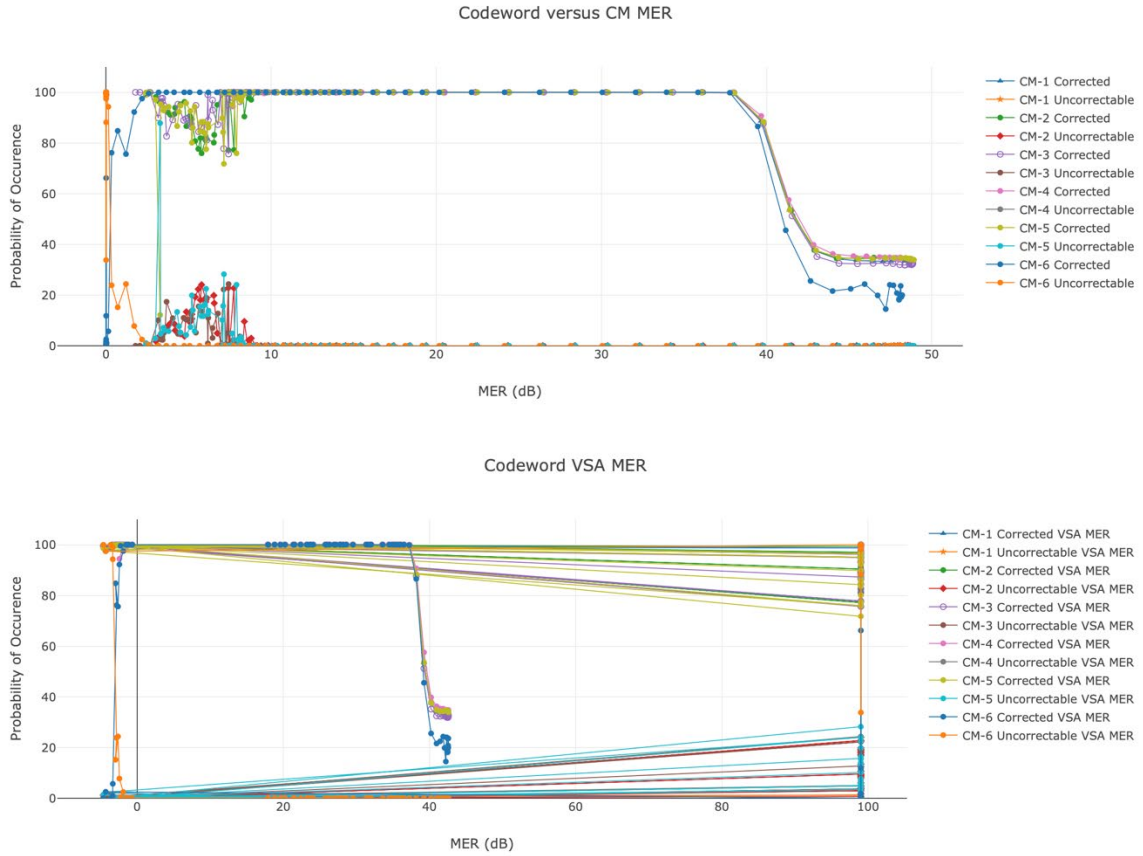 Codeword versus CM MER
100
80
60
40
20
0
Probability of Occurence
0
10
20
30
40
50
MER (dB)
CM-1 Corrected
CM-1 Uncorrectable
CM-2 Corrected
CM-2 Uncorrectable
CM-3 Corrected
CM-3 Uncorrectable
CM-4 Corrected
CM-4 Uncorrectable
CM-5 Corrected
CM-5 Uncorrectable
CM-6 Corrected
CM-6 Uncorrectable
Codeword VSA MER
100
80
60
40
20
0
Probability of Occurence
0
20
40
60
80
100
MER (dB)
CM-1 Corrected VSA MER
CM-1 Uncorrectable VSA MER
CM-2 Corrected VSA MER
CM-2 Uncorrectable VSA MER
CM-3 Corrected VSA MER
CM-3 Uncorrectable VSA MER
CM-4 Corrected VSA MER
CM-4 Uncorrectable VSA MER
CM-5 Corrected VSA MER
CM-5 Uncorrectable VSA MER
CM-6 Corrected VSA MER
CM-6 Uncorrectable VSA MER